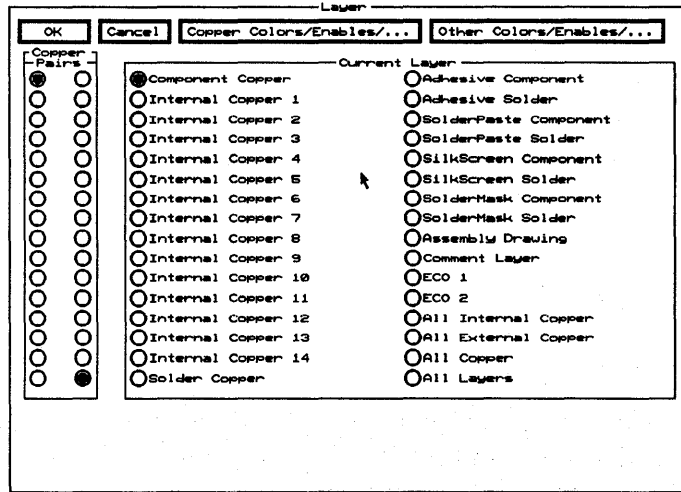 Layer
OK Cancel Copper Colors/Enables/... Other Colors/Enables/...
Copper Pairs
Current Layer
Component Copper
Internal Copper 1
Internal Copper 2
Internal Copper 3
Internal Copper 4
Internal Copper 5
Internal Copper 6
Internal Copper 7
Internal Copper 8
Internal Copper 9
Internal Copper 10
Internal Copper 11
Internal Copper 12
Internal Copper 13
Internal Copper 14
Solder Copper
Adhesive Component
Adhesive Solder
SolderPaste Component
SolderPaste Solder
SilkScreen Component
SilkScreen Solder
SolderMask Component
SolderMask Solder
Assembly Drawing
Comment Layer
ECO 1
ECO 2
All Internal Copper
All External Copper
All Copper
All Layers